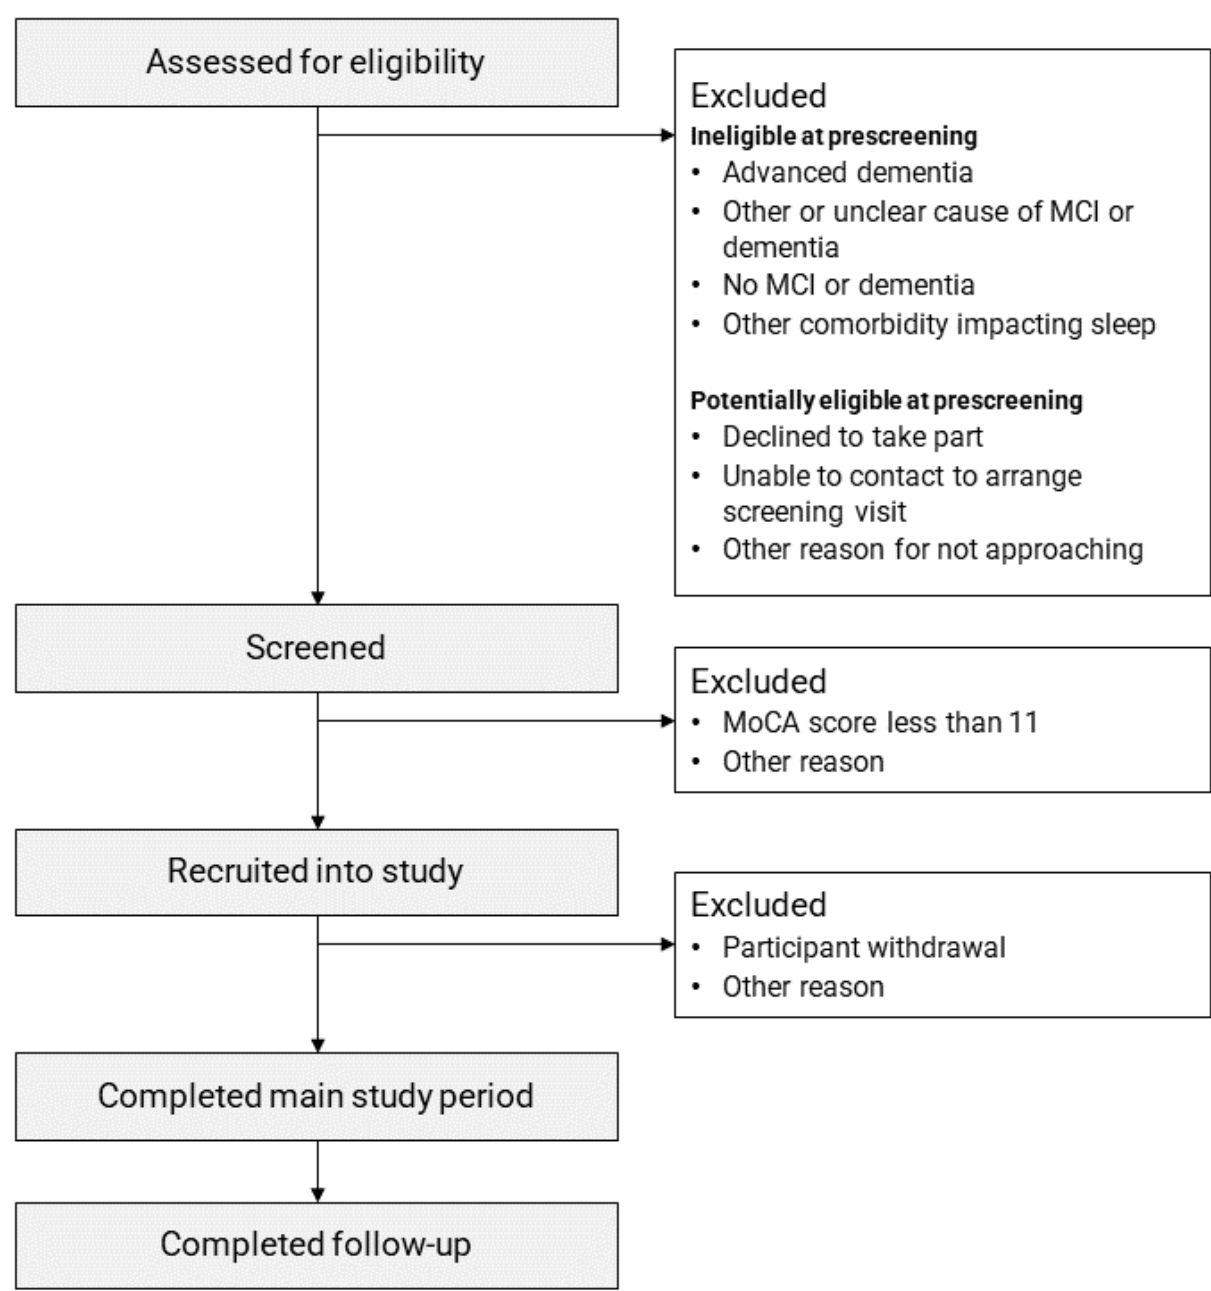 Assessed for eligibility
Excluded
Ineligible at prescreening
• Advanced dementia
• Other or unclear cause of MCI or
dementia
• No MCI or dementia
• Other comorbidity impacting sleep
Potentially eligible at prescreening
• Declined to take part
• Unable to contact to arrange
screening visit
• Other reason for not approaching
Screened
Excluded
• MoCA score less than 11
• Other reason
Recruited into study
Excluded
• Participant withdrawal
• Other reason
Completed main study period
Completed follow-up